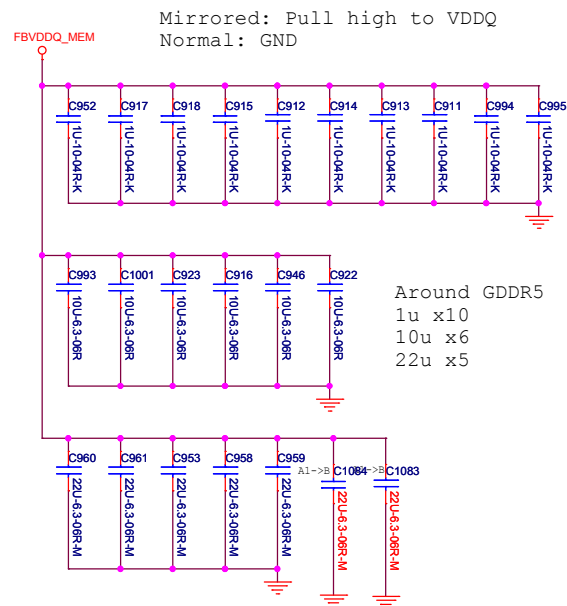 Mirrored: Pull high to VDDQ
Normal: GND
FBVDDQ_MEM
C952 C917 C918 C915 C912 C914 C913 C911 C994 C995
1U-10-04R-K 1U-10-04R-K 1U-10-04R-K 1U-10-04R-K 1U-10-04R-K 1U-10-04R-K 1U-10-04R-K 1U-10-04R-K 1U-10-04R-K 1U-10-04R-K
C993 C1001 C923 C916 C946 C922
10U-6.3-06R 10U-6.3-06R 10U-6.3-06R 10U-6.3-06R 10U-6.3-06R 10U-6.3-06R
Around GDDR5
1u x10
10u x6
22u x5
C960 C961 C953 C958 C959 A1->B C1084 ->B C1083
22U-6.3-06R-M 22U-6.3-06R-M 22U-6.3-06R-M 22U-6.3-06R-M 22U-6.3-06R-M 22U-6.3-06R-M 22U-6.3-06R-M